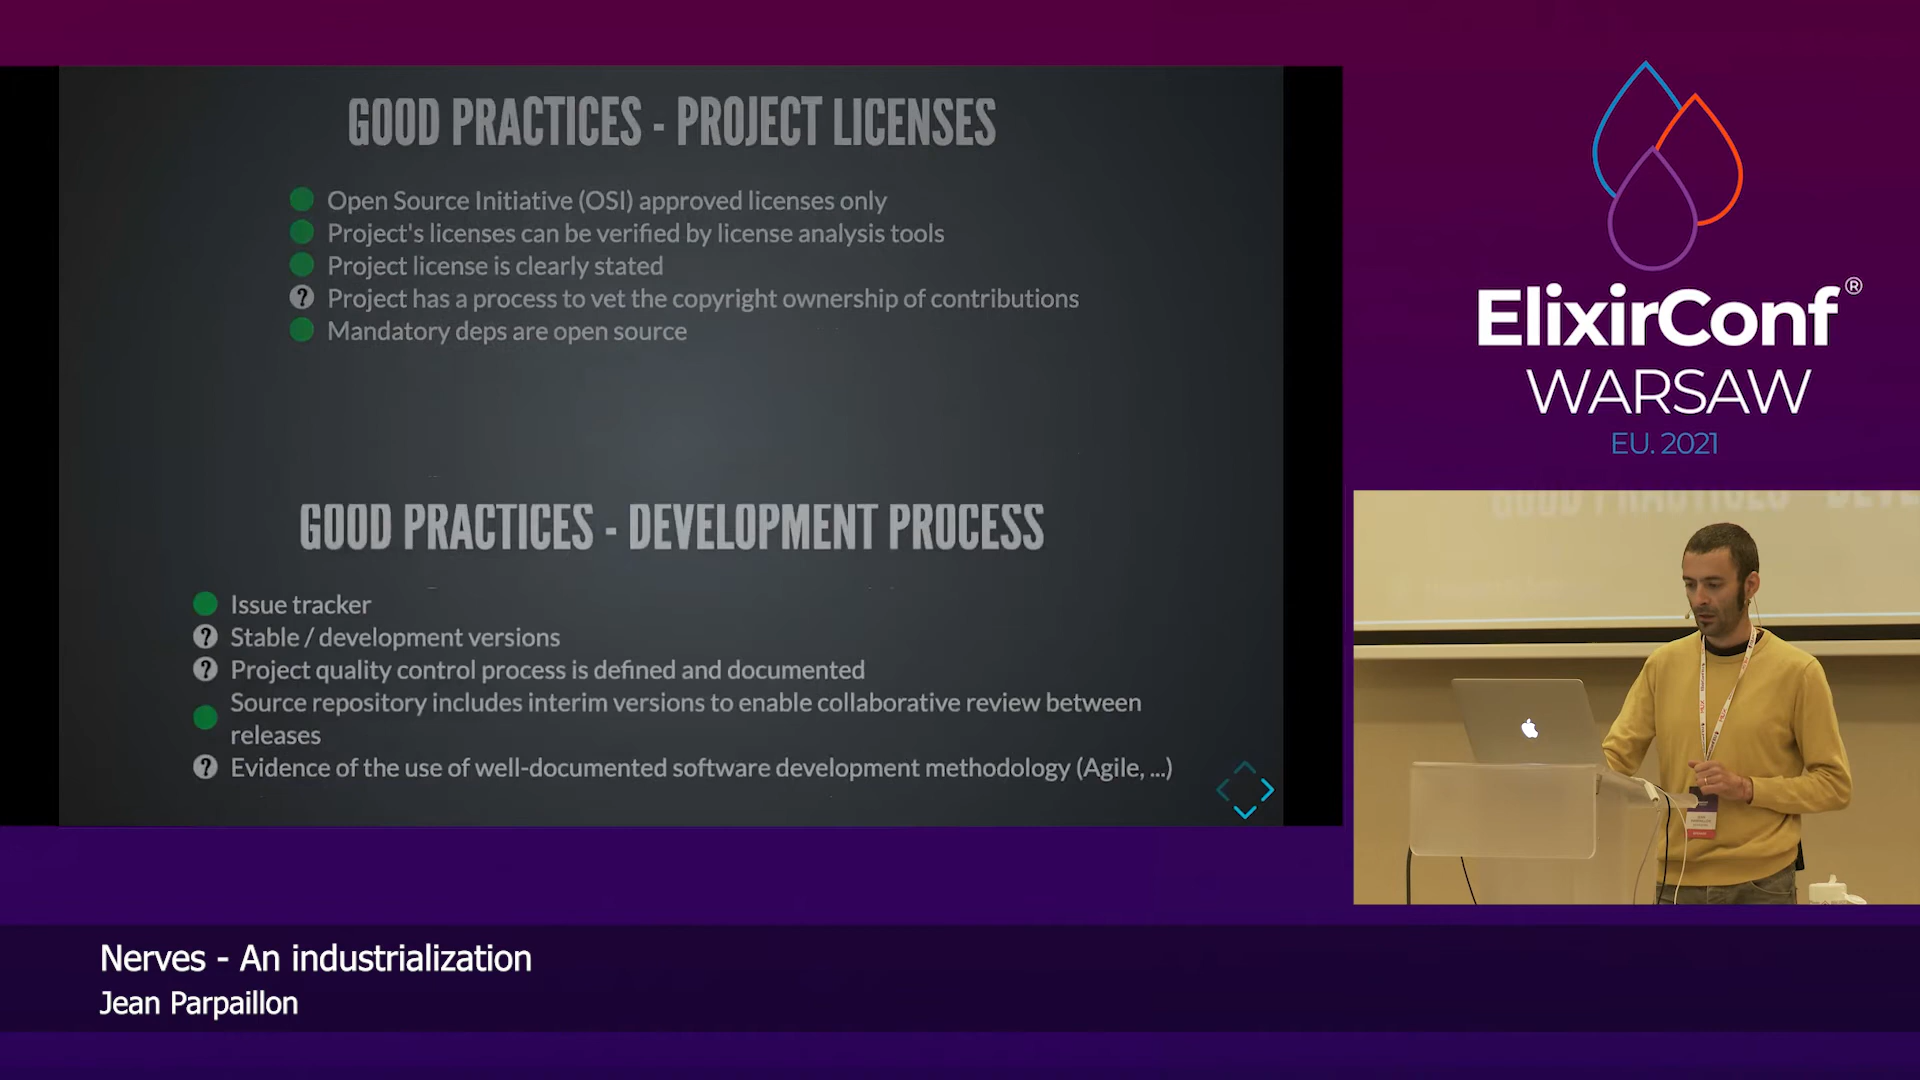 GOOD PRACTICES - PROJECT LICENSES
Open Source Initiative (OSI) approved licenses only
Project's licenses can be verified by license analysis tools
Project license is clearly stated
? Project has a process to vet the copyright ownership of contributions
Mandatory deps are open source
GOOD PRACTICES - DEVELOPMENT PROCESS
Issue tracker
? Stable / development versions
? Project quality control process is defined and documented
Source repository includes interim versions to enable collaborative review between
releases
? Evidence of the use of well-documented software development methodology (Agile, ...)
ElixirConf®
WARSAW
EU. 2021
Nerves - An industrialization
Jean Parpaillon